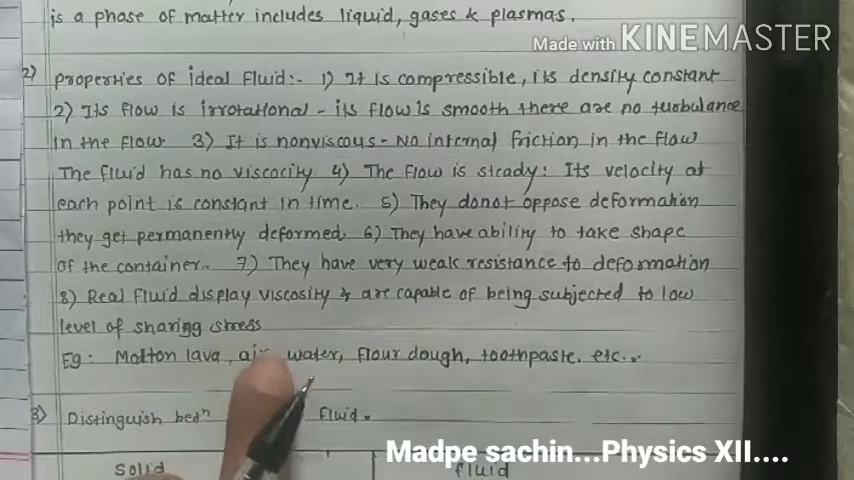 is a phase of matter includes liquid, gases & plasmas.
Made with KINEMASTER
2) properties of ideal fluid:- 1) It is compressible, its density constant
2) Its flow is irrotational - its flow is smooth there are no turbulance
in the flow. 3) It is nonviscous - No internal friction in the flow
The fluid has no viscocity 4) The flow is steady: Its velocity at
each point is constant in time. 5) They donot oppose deformation
they get permanently deformed. 6) They have ability to take shape
of the container. 7) They have very weak resistance to deformation
8) Real fluid display viscosity & are capable of being subjected to low
level of sharing stress
Eg: Molton lava, air water, flour dough, toothpaste. etc..
3) Distinguish betn fluid.
Madpe sachin...Physics XII....
solid fluid